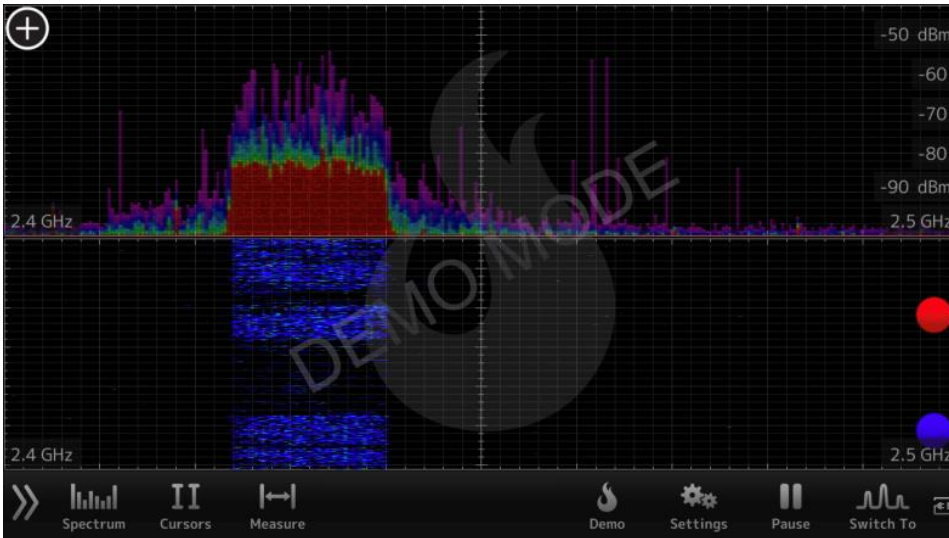 -50 dBm
-60
-70
-80
-90 dBm
2.4 GHz
2.5 GHz
DEMO MODE
2.4 GHz
2.5 GHz
Spectrum
Cursors
Measure
Demo
Settings
Pause
Switch To